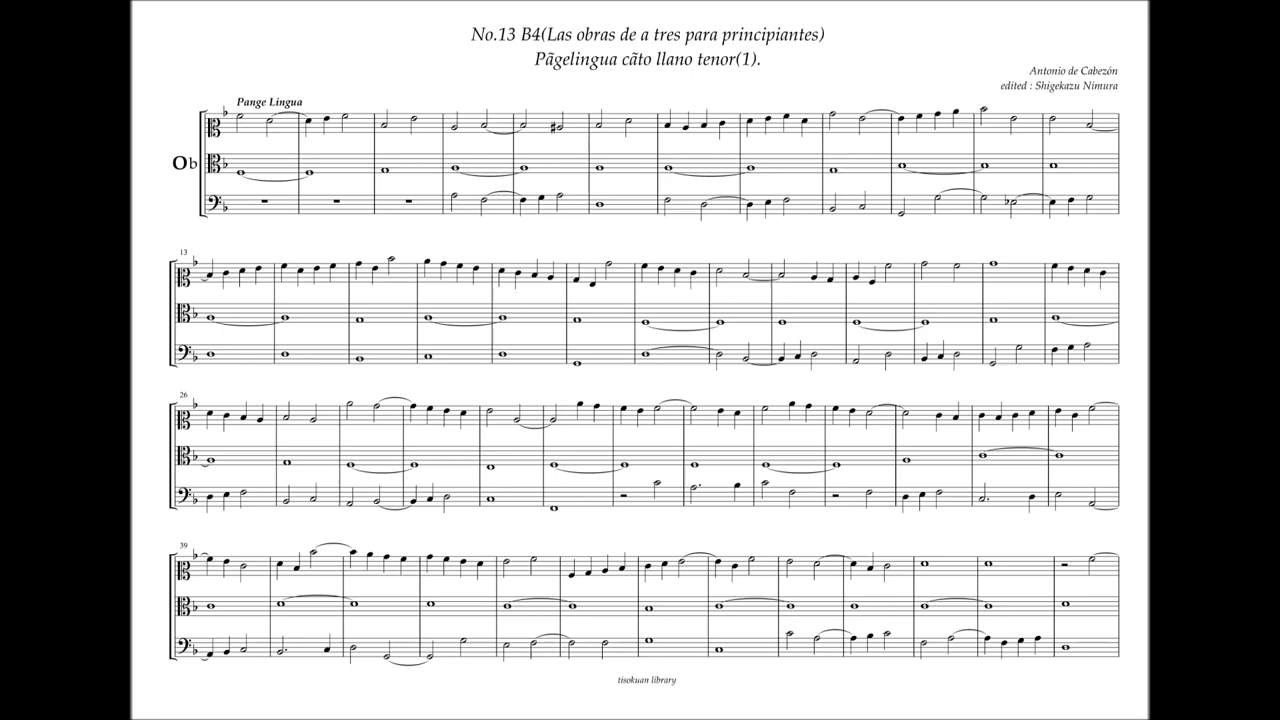 No.13 B4(Las obras de a tres para principiantes)
Pãgelingua cãto llano tenor(1).
Antonio de Cabezón
edited : Shigekazu Nimura
Pange Lingua
Ob
13
26
39
tisokuan library